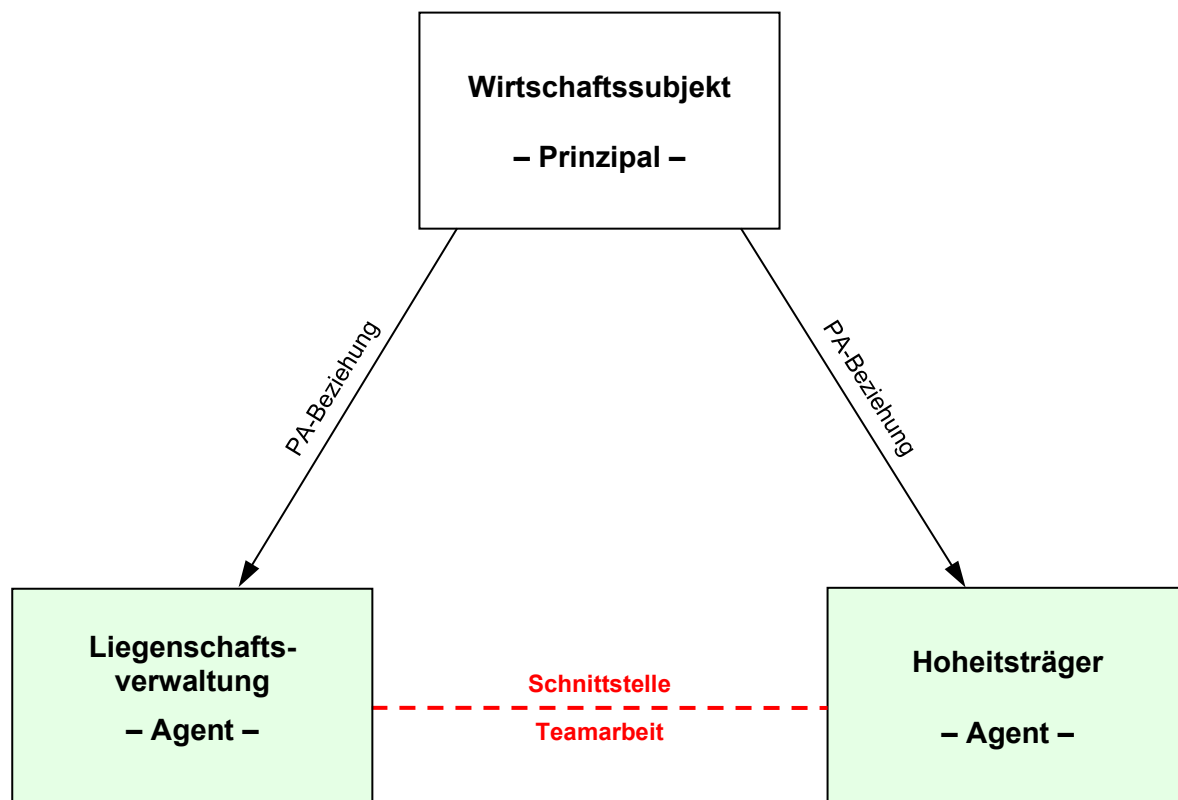 Wirtschaftssubjekt
– Prinzipal –
PA-Beziehung
PA-Beziehung
Liegenschafts-
verwaltung
– Agent –
Schnittstelle
Teamarbeit
Hoheitsträger
– Agent –